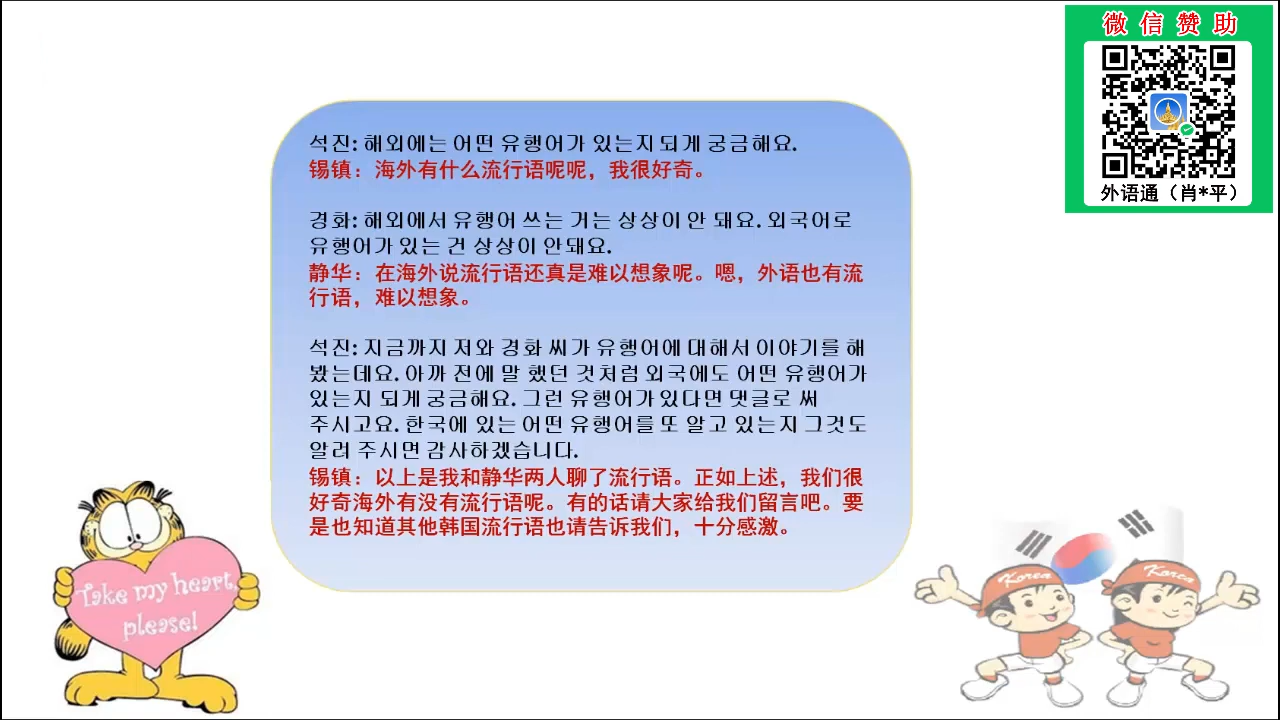 微信赞助
外语通（肖*平）
석진: 해외에는 어떤 유행어가 있는지 되게 궁금해요.
锡镇：海外有什么流行语呢呢，我很好奇。
경화: 해외에서 유행어 쓰는 거는 상상이 안 돼요. 외국어로
유행어가 있는 건 상상이 안돼요.
静华：在海外说流行语还真是难以想象呢。嗯，外语也有流
行语，难以想象。
석진: 지금까지 저와 경화 씨가 유행어에 대해서 이야기를 해
봤는데요. 아까 전에 말 했던 것처럼 외국에도 어떤 유행어가
있는지 되게 궁금해요. 그런 유행어가 있다면 댓글로 써
주시고요. 한국에 있는 어떤 유행어를 또 알고 있는지 그것도
알려 주시면 감사하겠습니다.
锡镇：以上是我和静华两人聊了流行语。正如上述，我们很
好奇海外有没有流行语呢。有的话请大家给我们留言吧。要
是也知道其他韩国流行语也请告诉我们，十分感激。
Take my heart,
please!
Korea
Korea